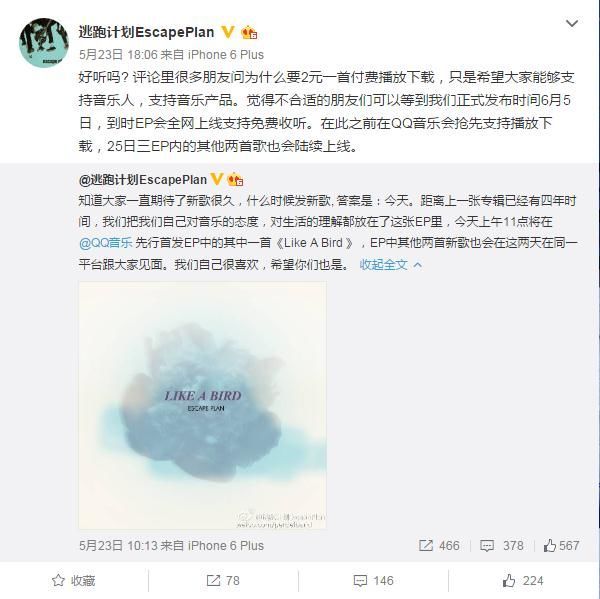 逃跑计划EscapePlan
5月23日 18:06 来自 iPhone 6 Plus
好听吗？评论里很多朋友问为什么要2元一首付费播放下载，只是希望大家能够支
持音乐人，支持音乐产品。觉得不合适的朋友们可以等到我们正式发布时间6月5
日，到时EP会全网上线支持免费收听。在此之前在QQ音乐会抢先支持播放下
载，25日三EP内的其他两首歌也会陆续上线。
@逃跑计划EscapePlan
知道大家一直期待了新歌很久，什么时候发新歌, 答案是：今天。距离上一张专辑已经有四年时
间，我们把我们自己对音乐的态度，对生活的理解都放在了这张EP里，今天上午11点将在
@QQ音乐 先行首发EP中的其中一首《Like A Bird 》，EP中其他两首新歌也会在这两天在同一
平台跟大家见面。我们自己很喜欢，希望你们也是。 收起全文
LIKE A BIRD
ESCAPE PLAN
5月23日 10:13 来自 iPhone 6 Plus 466 378 567
收藏 78 146 224